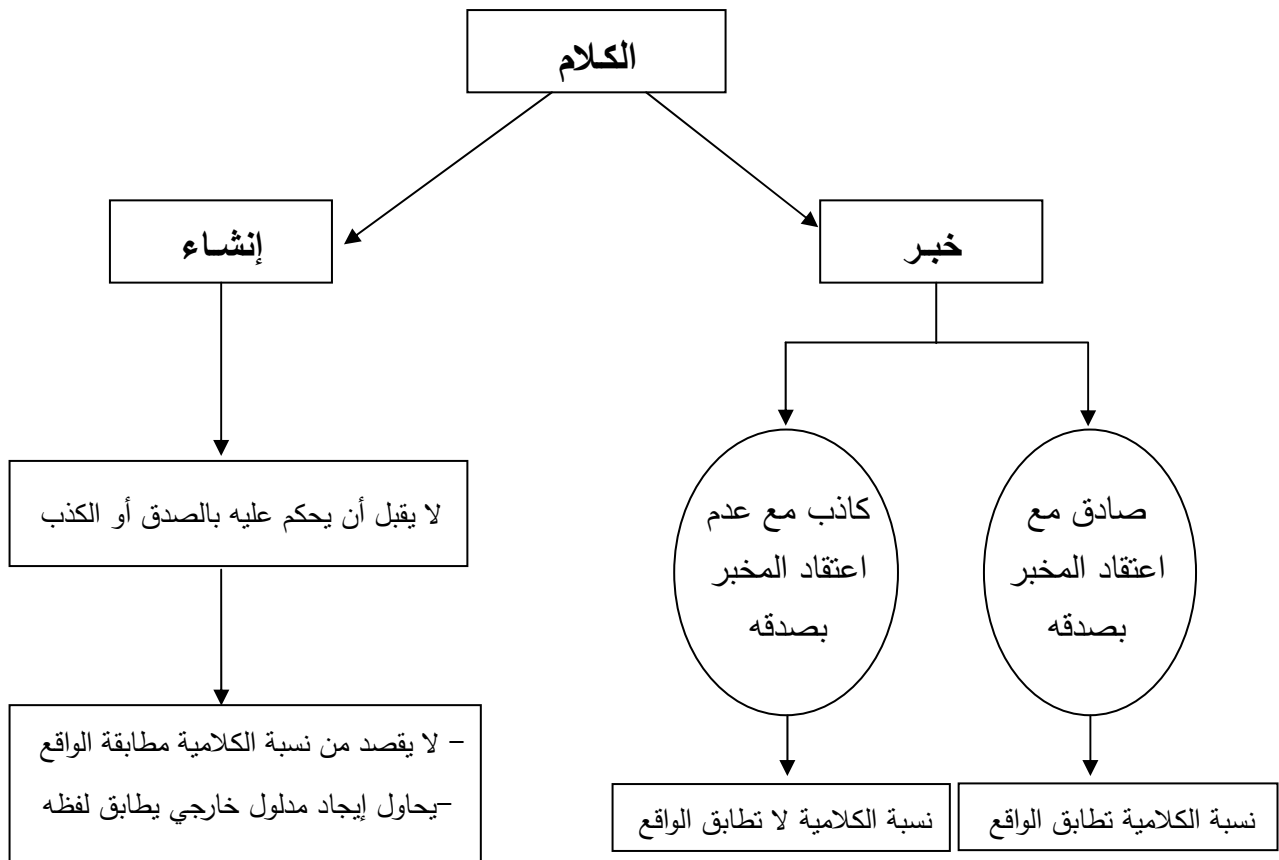 الكلام
خبر
إنشاء
صادق مع
اعتقاد المخبر
بصدقه
كاذب مع عدم
اعتقاد المخبر
بصدقه
لا يقبل أن يحكم عليه بالصدق أو الكذب
نسبة الكلامية تطابق الواقع
نسبة الكلامية لا تطابق الواقع
- لا يقصد من نسبة الكلامية مطابقة الواقع
-يحاول إيجاد مدلول خارجي يطابق لفظه